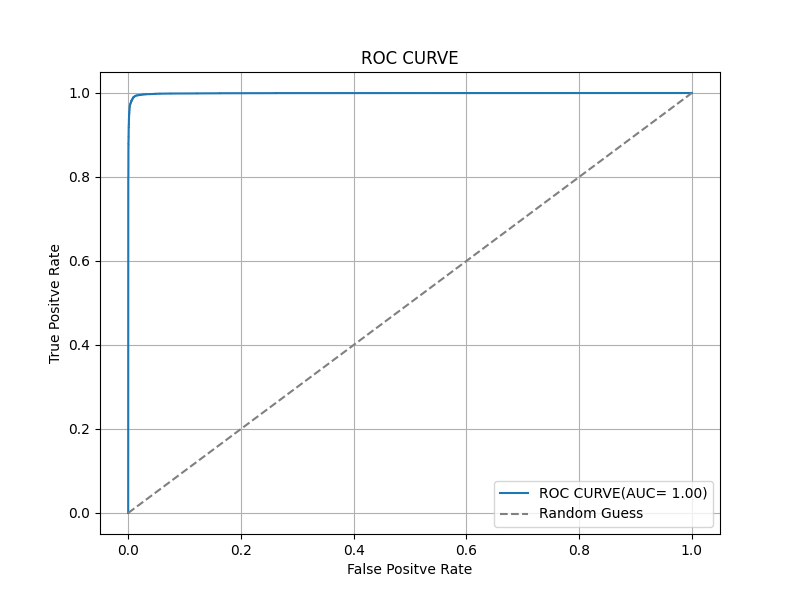 ROC CURVE
1.0
0.8
0.6
0.4
0.2
0.0
True Positve Rate
0.0 0.2 0.4 0.6 0.8 1.0
False Positve Rate
ROC CURVE(AUC= 1.00)
Random Guess